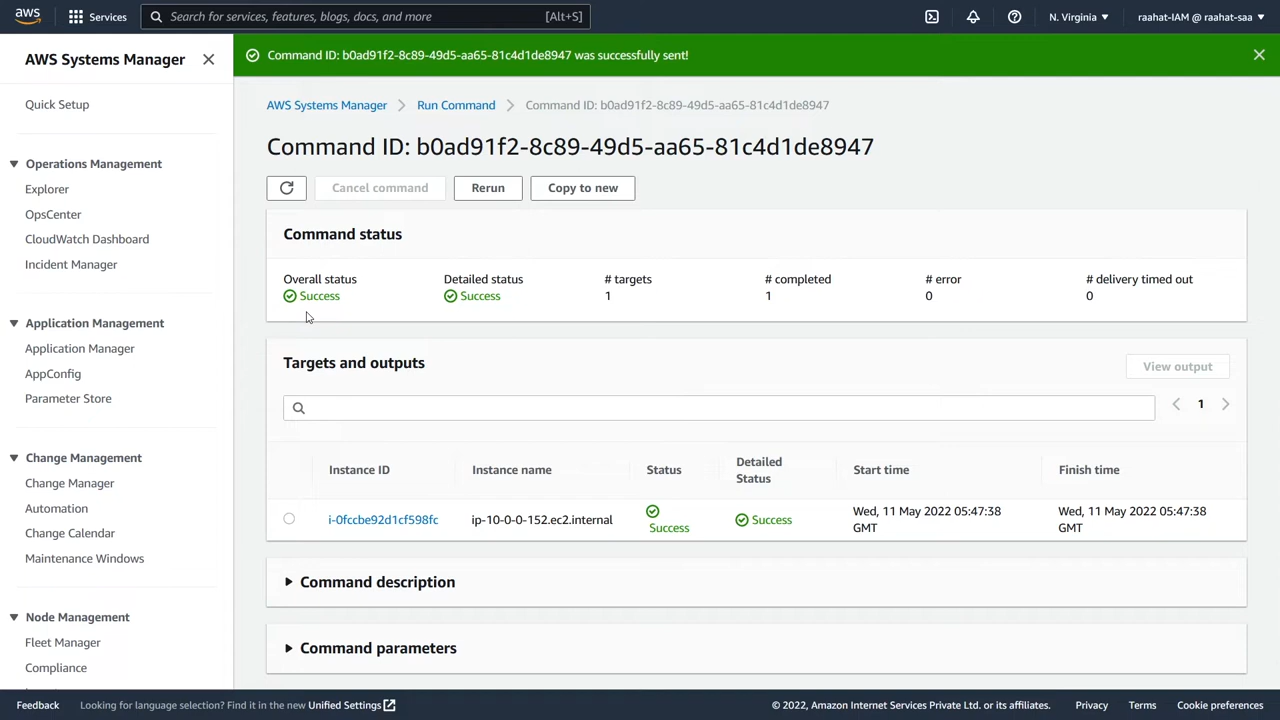 aws
Services
Search for services, features, blogs, docs, and more
[Alt+S]
N. Virginia
raahat-IAM @ raahat-saa
AWS Systems Manager
Quick Setup
Operations Management
Explorer
OpsCenter
CloudWatch Dashboard
Incident Manager
Application Management
Application Manager
AppConfig
Parameter Store
Change Management
Change Manager
Automation
Change Calendar
Maintenance Windows
Node Management
Fleet Manager
Compliance
Command ID: b0ad91f2-8c89-49d5-aa65-81c4d1de8947 was successfully sent!
AWS Systems Manager
Run Command
Command ID: b0ad91f2-8c89-49d5-aa65-81c4d1de8947
Command ID: b0ad91f2-8c89-49d5-aa65-81c4d1de8947
Cancel command
Rerun
Copy to new
Command status
Overall status
Success
Detailed status
Success
# targets
1
# completed
1
# error
0
# delivery timed out
0
Targets and outputs
View output
1
Instance ID
Instance name
Status
Detailed
Status
Start time
Finish time
i-0fccbe92d1cf598fc
ip-10-0-0-152.ec2.internal
Success
Success
Wed, 11 May 2022 05:47:38
GMT
Wed, 11 May 2022 05:47:38
GMT
Command description
Command parameters
Feedback
Looking for language selection? Find it in the new Unified Settings
© 2022, Amazon Internet Services Private Ltd. or its affiliates.
Privacy
Terms
Cookie preferences